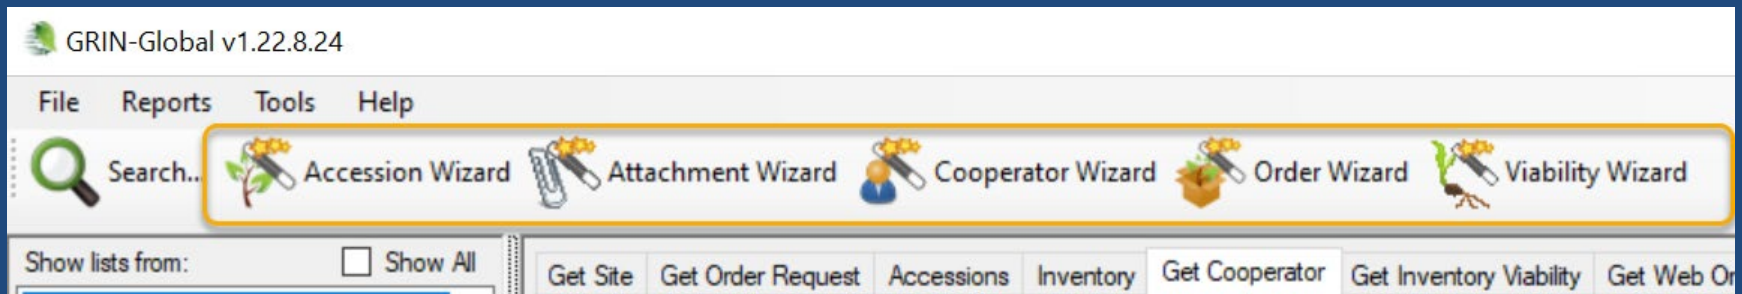 GRIN-Global v1.22.8.24
File Reports Tools Help
Search... Accession Wizard Attachment Wizard Cooperator Wizard Order Wizard Viability Wizard
Show lists from: Show All
Get Site Get Order Request Accessions Inventory Get Cooperator Get Inventory Viability Get Web Or